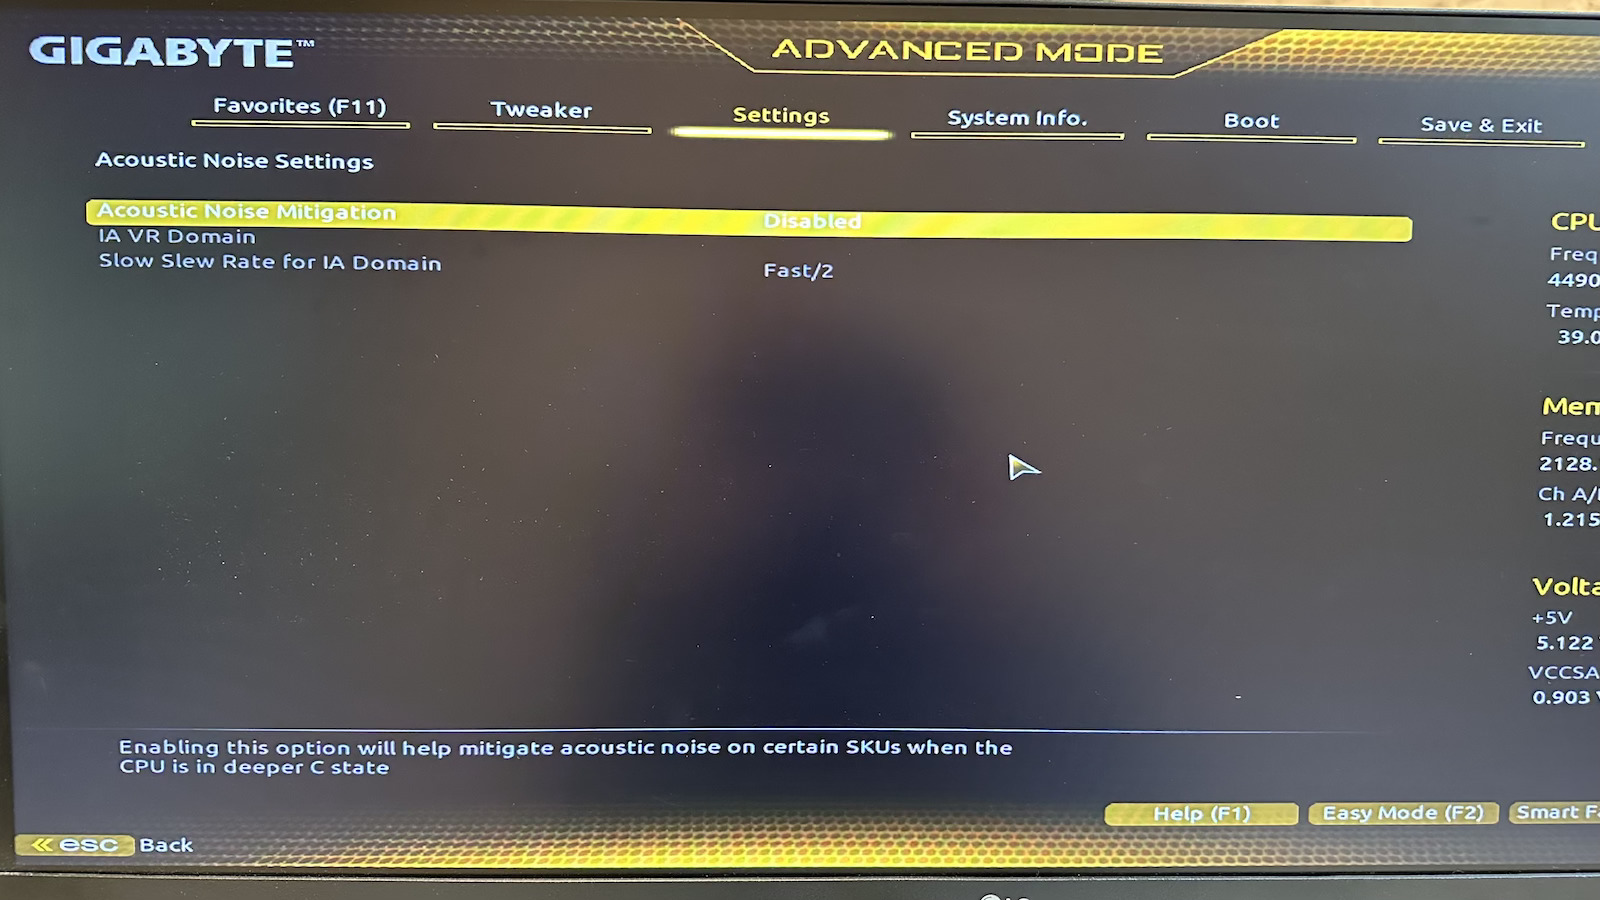 GIGABYTE™
ADVANCED MODE
Favorites (F11) Tweaker Settings System Info. Boot Save & Exit
Acoustic Noise Settings
Acoustic Noise Mitigation Disabled
IA VR Domain
Slow Slew Rate for IA Domain Fast/2
CPU
Freq
4490
Temp
39.0
Mem
Frequ
2128.
Ch A/
1.215
Volta
+5V
5.122
VCCSA
0.903
Enabling this option will help mitigate acoustic noise on certain SKUs when the
CPU is in deeper C state
Help (F1) Easy Mode (F2) Smart Fa
« esc Back